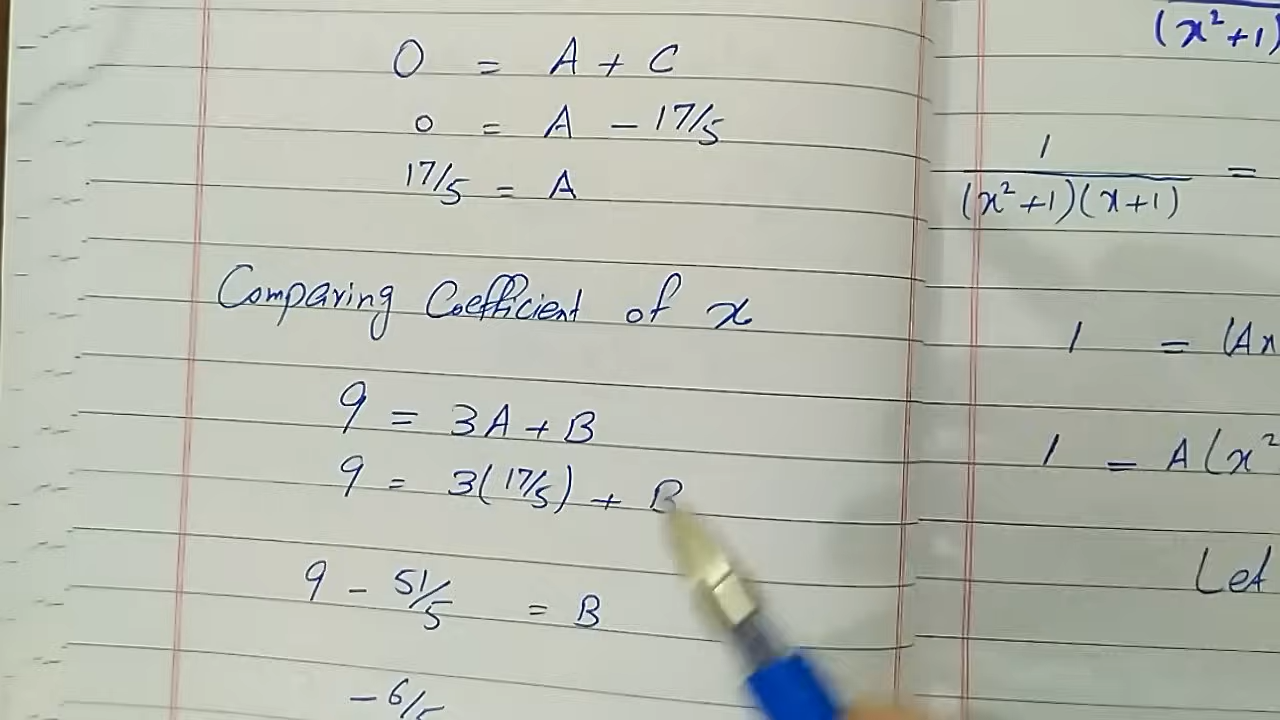 0 = A + C
0 = A - 17/5
17/5 = A
Comparing Coefficient of x
9 = 3A + B
9 = 3(17/5) + B
9 - 51/5 = B
-6/5
(x²+1)
1
(x²+1)(x+1) =
1 = (Ax
1 = A(x²
Let